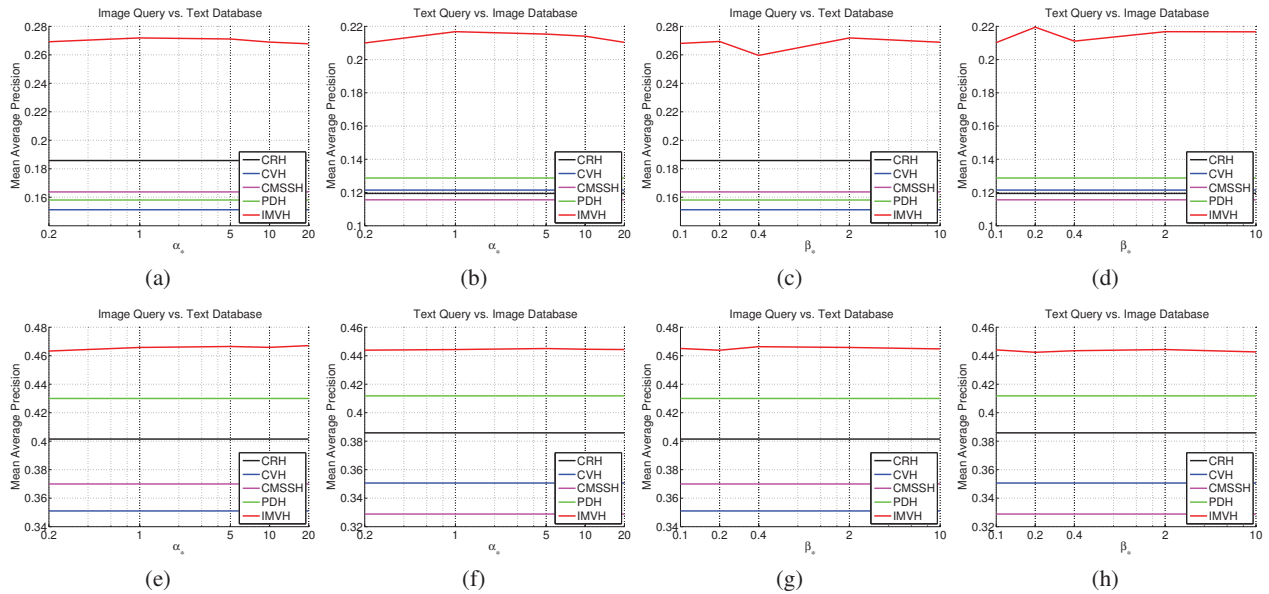 Image Query vs. Text Database
Mean Average Precision
0.28
0.26
0.24
0.22
0.2
0.18
0.16
0.2 1 5 10 20
α*
CRH
CVH
CMSSH
PDH
IMVH
(a)
Text Query vs. Image Database
Mean Average Precision
0.22
0.2
0.18
0.16
0.14
0.12
0.1
0.2 1 5 10 20
α*
CRH
CVH
CMSSH
PDH
IMVH
(b)
Image Query vs. Text Database
Mean Average Precision
0.28
0.26
0.24
0.22
0.2
0.18
0.16
0.1 0.2 0.4 2 10
β*
CRH
CVH
CMSSH
PDH
IMVH
(c)
Text Query vs. Image Database
Mean Average Precision
0.22
0.2
0.18
0.16
0.14
0.12
0.1
0.1 0.2 0.4 2 10
β*
CRH
CVH
CMSSH
PDH
IMVH
(d)
Image Query vs. Text Database
Mean Average Precision
0.48
0.46
0.44
0.42
0.4
0.38
0.36
0.34
0.2 1 5 10 20
α*
CRH
CVH
CMSSH
PDH
IMVH
(e)
Text Query vs. Image Database
Mean Average Precision
0.46
0.44
0.42
0.4
0.38
0.36
0.34
0.32
0.2 1 5 10 20
α*
CRH
CVH
CMSSH
PDH
IMVH
(f)
Image Query vs. Text Database
Mean Average Precision
0.48
0.46
0.44
0.42
0.4
0.38
0.36
0.34
0.1 0.2 0.4 2 10
β*
CRH
CVH
CMSSH
PDH
IMVH
(g)
Text Query vs. Image Database
Mean Average Precision
0.46
0.44
0.42
0.4
0.38
0.36
0.34
0.32
0.1 0.2 0.4 2 10
β*
CRH
CVH
CMSSH
PDH
IMVH
(h)